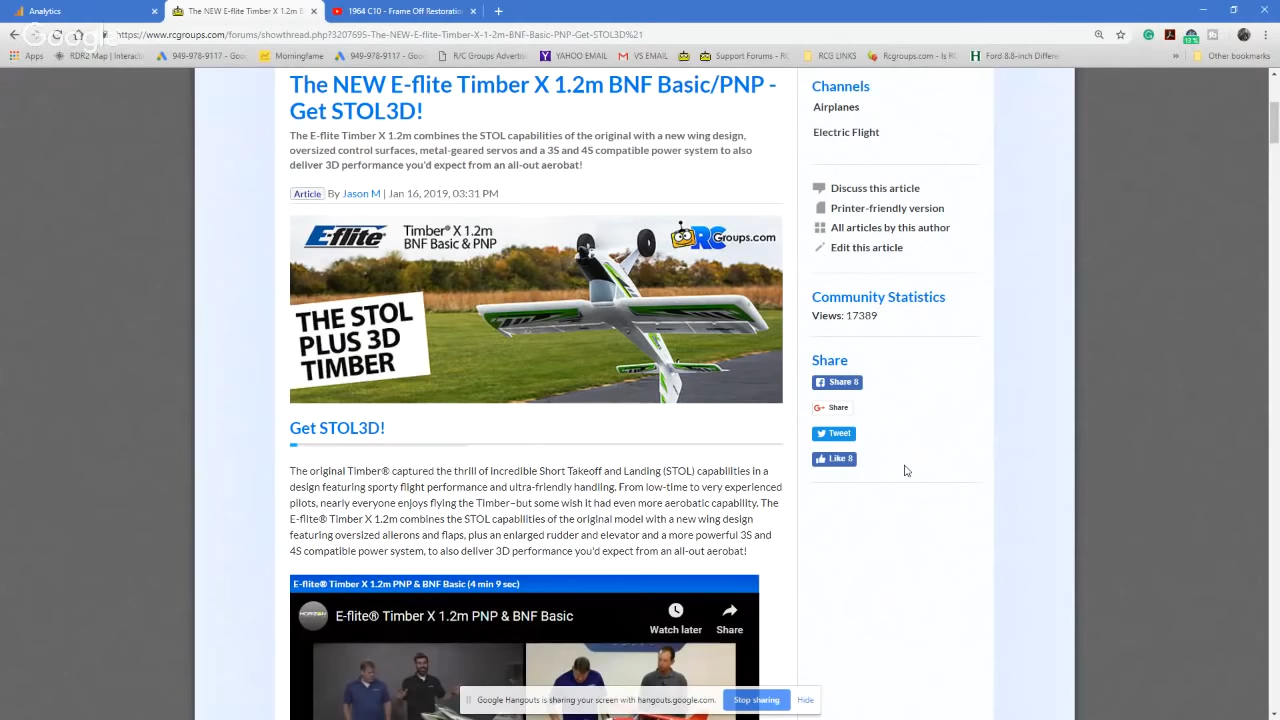 Analytics
The NEW E-flite Timber X 1.2m BNF B
1964 C10 - Frame Off Restoratio
Google
https://www.rcgroups.com/forums/showthread.php?3207695-The-NEW-E-flite-Timber-X-1-2m-BNF-Basic-PNP-Get-STOL3D%21
Apps
RDR2 Map | Interactiv
Morningfame
949-978-9117 - Goog
949-978-9117 - Goog
R/C Groups Advertis
YAHOO EMAIL
VS EMAIL
Support Forums - RC
RCG LINKS
Rcgroups.com - Is RC
Ford 8.8-inch Differe
»
Other bookmarks
The NEW E-flite Timber X 1.2m BNF Basic/PNP -
Get STOL3D!
The E-flite Timber X 1.2m combines the STOL capabilities of the original with a new wing design,
oversized control surfaces, metal-geared servos and a 3S and 4S compatible power system to also
deliver 3D performance you'd expect from an all-out aerobat!
Article By Jason M | Jan 16, 2019, 03:31 PM
E-flite
Timber® X 1.2m
BNF Basic & PNP
RCGroups.com
THE STOL
PLUS 3D
TIMBER
Get STOL3D!
The original Timber® captured the thrill of incredible Short Takeoff and Landing (STOL) capabilities in a
design featuring sporty flight performance and ultra-friendly handling. From low-time to very experienced
pilots, nearly everyone enjoys flying the Timber–but some wish it had even more aerobatic capability. The
E-flite® Timber X 1.2m combines the STOL capabilities of the original model with a new wing design
featuring oversized ailerons and flaps, plus an enlarged rudder and elevator and a more powerful 3S and
4S compatible power system, to also deliver 3D performance you'd expect from an all-out aerobat!
E-flite® Timber X 1.2m PNP & BNF Basic (4 min 9 sec)
HORIZON
E-flite® Timber X 1.2m PNP & BNF Basic
Watch later
Share
Channels
Airplanes
Electric Flight
Discuss this article
Printer-friendly version
All articles by this author
Edit this article
Community Statistics
Views: 17389
Share
Share 8
G+ Share
Tweet
Like 8
Google Hangouts is sharing your screen with hangouts.google.com.
Stop sharing
Hide